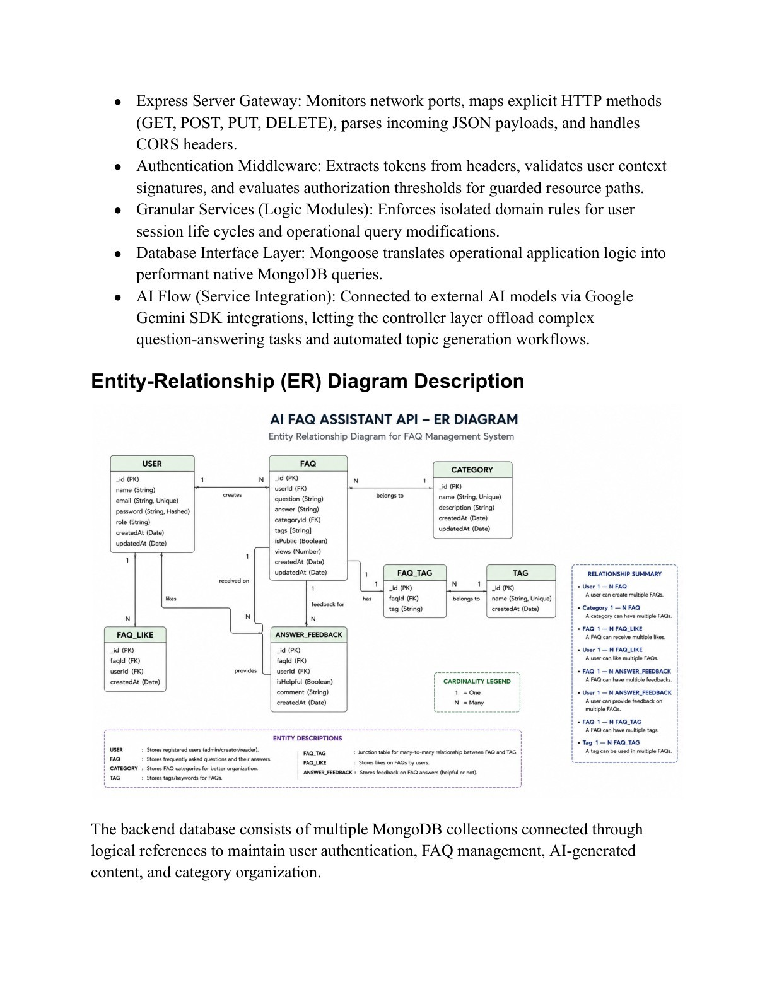 ● Express Server Gateway: Monitors network ports, maps explicit HTTP methods
(GET, POST, PUT, DELETE), parses incoming JSON payloads, and handles
CORS headers.
● Authentication Middleware: Extracts tokens from headers, validates user context
signatures, and evaluates authorization thresholds for guarded resource paths.
● Granular Services (Logic Modules): Enforces isolated domain rules for user
session life cycles and operational query modifications.
● Database Interface Layer: Mongoose translates operational application logic into
performant native MongoDB queries.
● AI Flow (Service Integration): Connected to external AI models via Google
Gemini SDK integrations, letting the controller layer offload complex
question-answering tasks and automated topic generation workflows.
Entity-Relationship (ER) Diagram Description
AI FAQ ASSISTANT API – ER DIAGRAM
Entity Relationship Diagram for FAQ Management System
USER
_id (PK)
name (String)
email (String, Unique)
password (String, Hashed)
role (String)
createdAt (Date)
updatedAt (Date)
1
N
creates
FAQ
_id (PK)
userId (FK)
question (String)
answer (String)
categoryId (FK)
tags [String]
isPublic (Boolean)
views (Number)
createdAt (Date)
updatedAt (Date)
N
1
belongs to
CATEGORY
_id (PK)
name (String, Unique)
description (String)
createdAt (Date)
updatedAt (Date)
1
N
likes
1
received on
N
1
feedback for
N
1
1
has
FAQ_TAG
_id (PK)
faqId (FK)
tag (String)
N
1
belongs to
TAG
_id (PK)
name (String, Unique)
createdAt (Date)
FAQ_LIKE
_id (PK)
faqId (FK)
userId (FK)
createdAt (Date)
provides
ANSWER_FEEDBACK
_id (PK)
faqId (FK)
userId (FK)
isHelpful (Boolean)
comment (String)
createdAt (Date)
CARDINALITY LEGEND
1 = One
N = Many
RELATIONSHIP SUMMARY
• User 1 — N FAQ
A user can create multiple FAQs.
• Category 1 — N FAQ
A category can have multiple FAQs.
• FAQ 1 — N FAQ_LIKE
A FAQ can receive multiple likes.
• User 1 — N FAQ_LIKE
A user can like multiple FAQs.
• FAQ 1 — N ANSWER_FEEDBACK
A FAQ can have multiple feedbacks.
• User 1 — N ANSWER_FEEDBACK
A user can provide feedback on
multiple FAQs.
• FAQ 1 — N FAQ_TAG
A FAQ can have multiple tags.
• Tag 1 — N FAQ_TAG
A tag can be used in multiple FAQs.
ENTITY DESCRIPTIONS
USER : Stores registered users (admin/creator/reader).
FAQ : Stores frequently asked questions and their answers.
CATEGORY : Stores FAQ categories for better organization.
TAG : Stores tags/keywords for FAQs.
FAQ_TAG : Junction table for many-to-many relationship between FAQ and TAG.
FAQ_LIKE : Stores likes on FAQs by users.
ANSWER_FEEDBACK : Stores feedback on FAQ answers (helpful or not).
The backend database consists of multiple MongoDB collections connected through
logical references to maintain user authentication, FAQ management, AI-generated
content, and category organization.